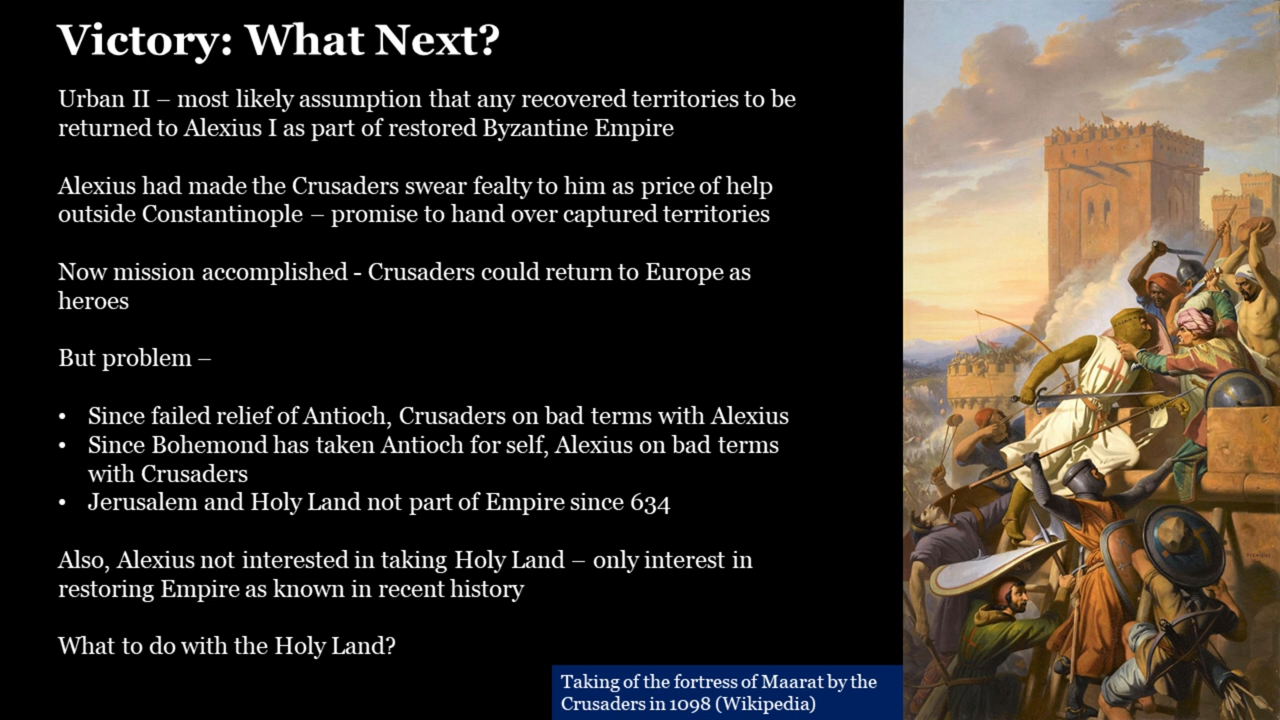 Victory: What Next?
Urban II – most likely assumption that any recovered territories to be
returned to Alexius I as part of restored Byzantine Empire
Alexius had made the Crusaders swear fealty to him as price of help
outside Constantinople – promise to hand over captured territories
Now mission accomplished - Crusaders could return to Europe as
heroes
But problem –
• Since failed relief of Antioch, Crusaders on bad terms with Alexius
• Since Bohemond has taken Antioch for self, Alexius on bad terms
with Crusaders
• Jerusalem and Holy Land not part of Empire since 634
Also, Alexius not interested in taking Holy Land – only interest in
restoring Empire as known in recent history
What to do with the Holy Land?
Taking of the fortress of Maarat by the
Crusaders in 1098 (Wikipedia)